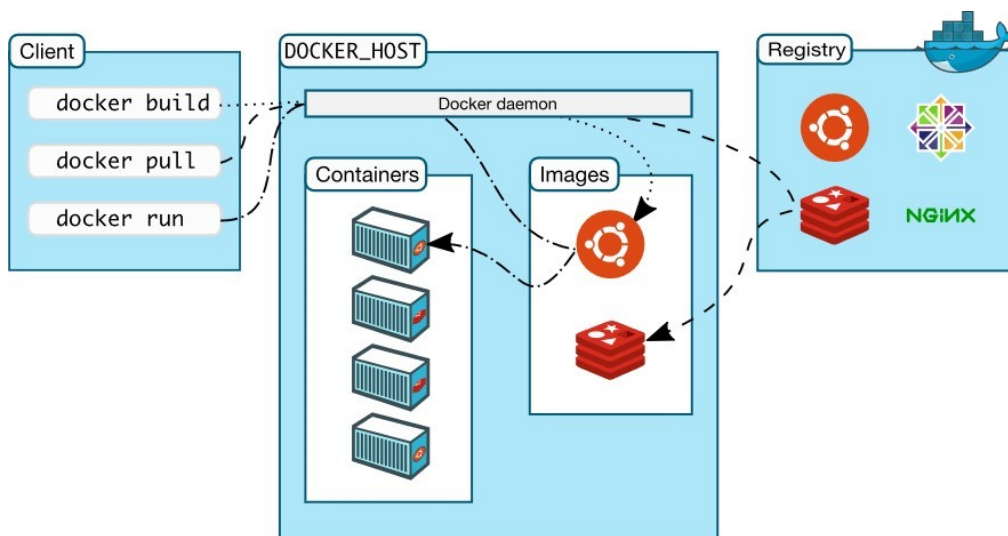 Client
docker build
docker pull
docker run
DOCKER_HOST
Docker daemon
Containers
Images
Registry
NGINX